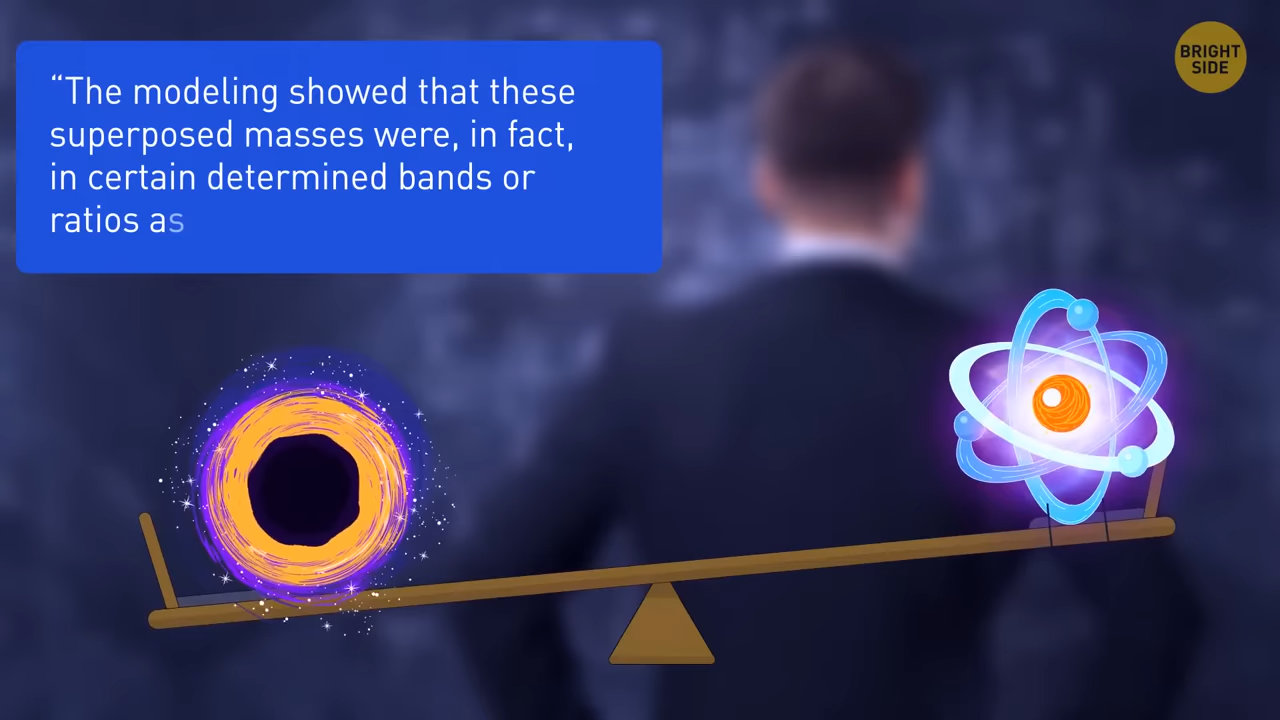 “The modeling showed that these
superposed masses were, in fact,
in certain determined bands or
ratios as
BRIGHT
SIDE